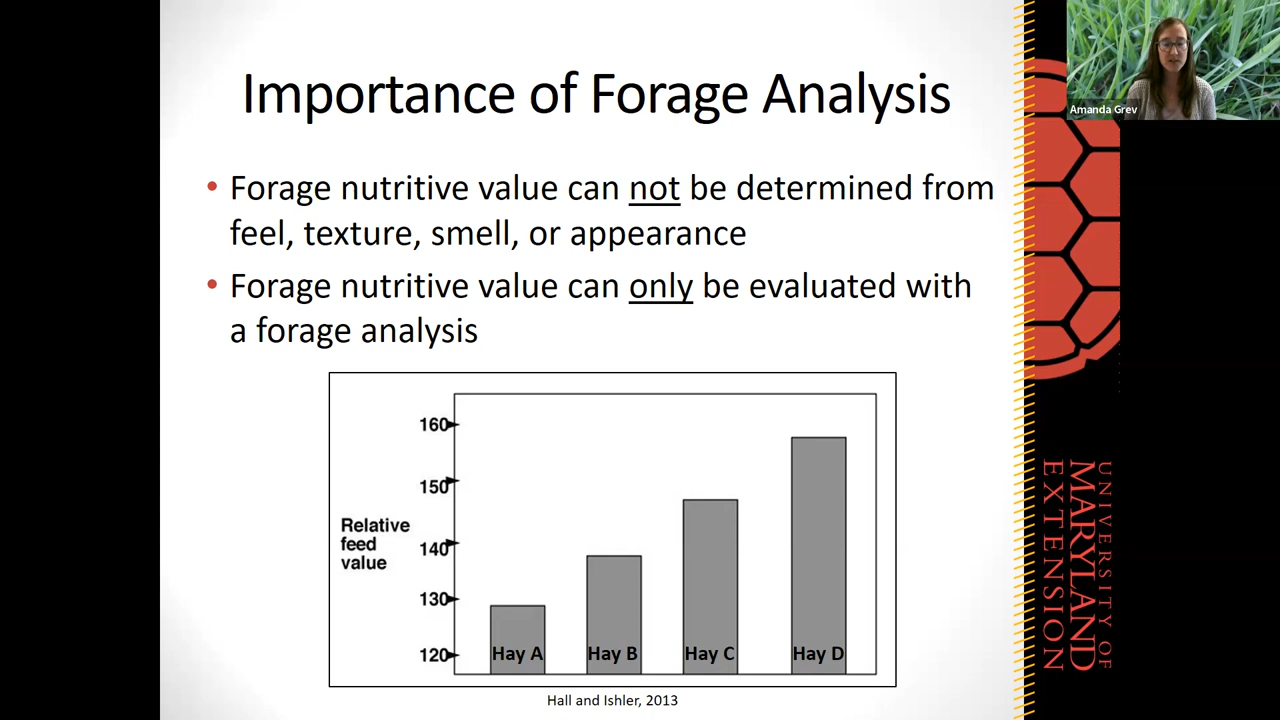 Importance of Forage Analysis
Amanda Grev
• Forage nutritive value can not be determined from
feel, texture, smell, or appearance
• Forage nutritive value can only be evaluated with
a forage analysis
160
150
140
130
120
Relative
feed
value
Hay A
Hay B
Hay C
Hay D
Hall and Ishler, 2013
UNIVERSITY OF
MARYLAND
EXTENSION